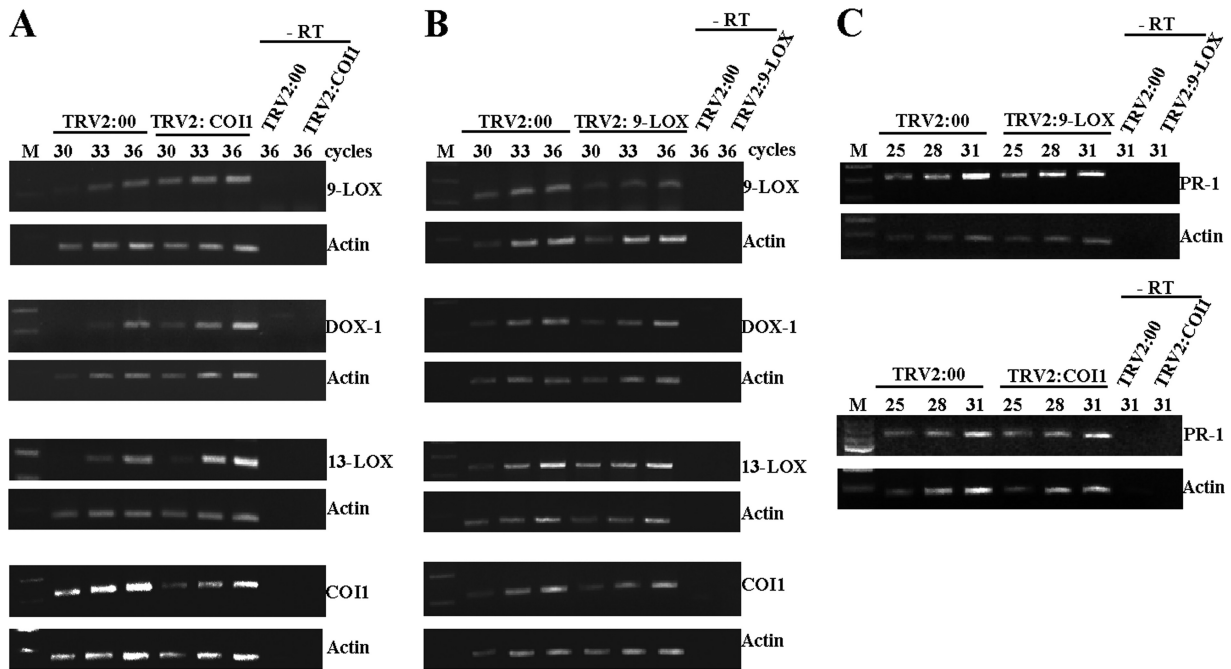 A
- RT
TRV2:00 TRV2: COI1 TRV2:00 TRV2:COI1
M 30 33 36 30 33 36 36 36 cycles
9-LOX
Actin
DOX-1
Actin
13-LOX
Actin
COI1
Actin
B
- RT
TRV2:00 TRV2: 9-LOX TRV2:00 TRV2:9-LOX
M 30 33 36 30 33 36 36 36 cycles
9-LOX
Actin
DOX-1
Actin
13-LOX
Actin
COI1
Actin
C
- RT
TRV2:00 TRV2:9-LOX TRV2:00 TRV2:9-LOX
M 25 28 31 25 28 31 31 31
PR-1
Actin
- RT
TRV2:00 TRV2:COI1 TRV2:00 TRV2:COI1
M 25 28 31 25 28 31 31 31
PR-1
Actin